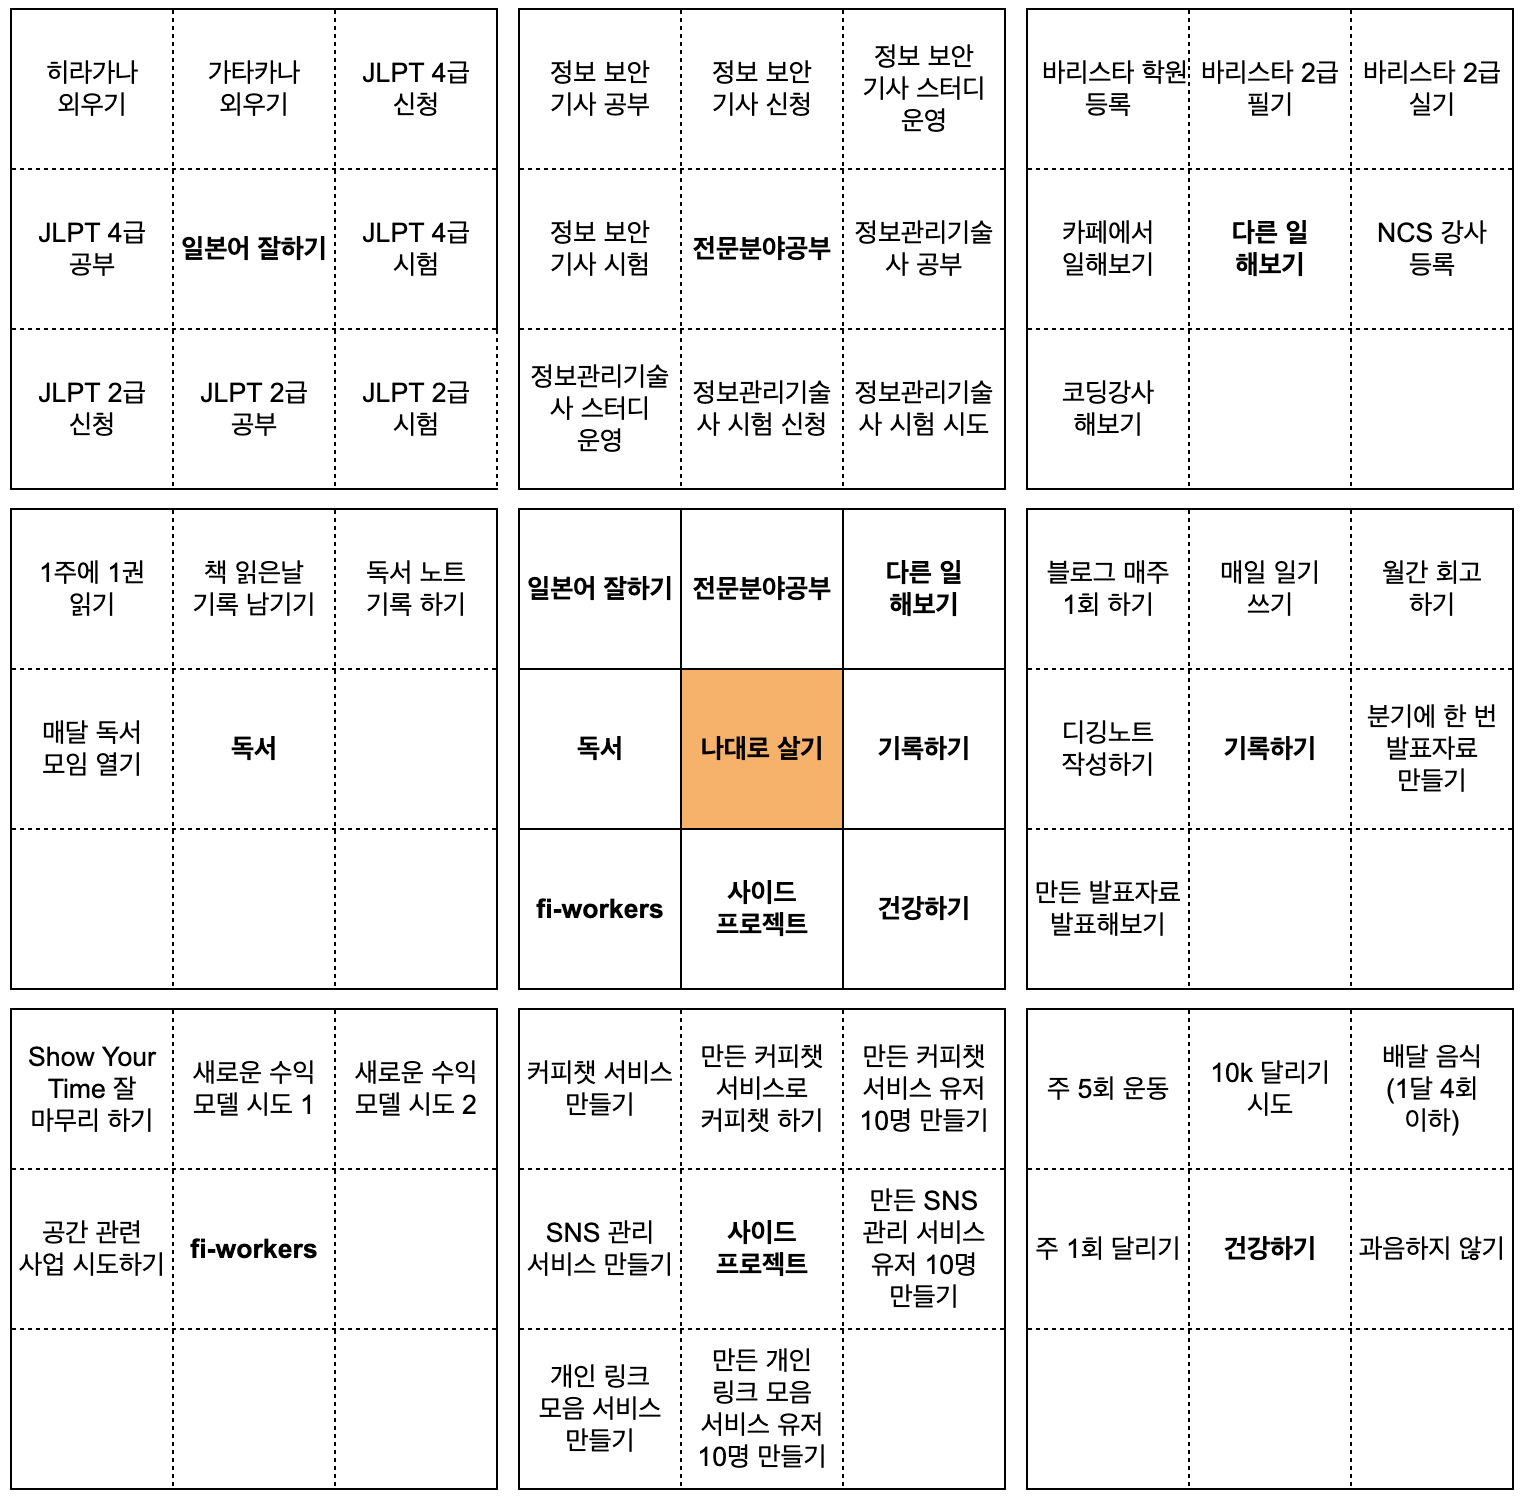 히라가나
외우기
가타카나
외우기
JLPT 4급
신청
JLPT 4급
공부
일본어 잘하기
JLPT 4급
시험
JLPT 2급
신청
JLPT 2급
공부
JLPT 2급
시험
정보 보안
기사 공부
정보 보안
기사 신청
정보 보안
기사 스터디
운영
정보 보안
기사 시험
전문분야공부
정보관리기술
사 공부
정보관리기술
사 스터디
운영
정보관리기술
사 시험 신청
정보관리기술
사 시험 시도
바리스타 학원
등록
바리스타 2급
필기
바리스타 2급
실기
카페에서
일해보기
다른 일
해보기
NCS 강사
등록
코딩강사
해보기
1주에 1권
읽기
책 읽은날
기록 남기기
독서 노트
기록 하기
매달 독서
모임 열기
독서
일본어 잘하기
전문분야공부
다른 일
해보기
독서
나대로 살기
기록하기
fi-workers
사이드
프로젝트
건강하기
블로그 매주
1회 하기
매일 일기
쓰기
월간 회고
하기
디깅노트
작성하기
기록하기
분기에 한 번
발표자료
만들기
만든 발표자료
발표해보기
Show Your
Time 잘
마무리 하기
새로운 수익
모델 시도 1
새로운 수익
모델 시도 2
공간 관련
사업 시도하기
fi-workers
커피챗 서비스
만들기
만든 커피챗
서비스로
커피챗 하기
만든 커피챗
서비스 유저
10명 만들기
SNS 관리
서비스 만들기
사이드
프로젝트
만든 SNS
관리 서비스
유저 10명
만들기
개인 링크
모음 서비스
만들기
만든 개인
링크 모음
서비스 유저
10명 만들기
주 5회 운동
10k 달리기
시도
배달 음식
(1달 4회
이하)
주 1회 달리기
건강하기
과음하지 않기